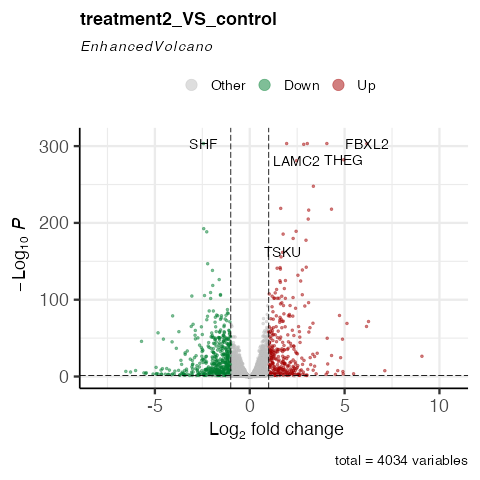 treatment2_VS_control
EnhancedVolcano
Other Down Up
−Log10 P
300
200
100
0
SHF
FBXL2
LAMC2
THEG
TSKU
-5 0 5 10
Log2 fold change
total = 4034 variables